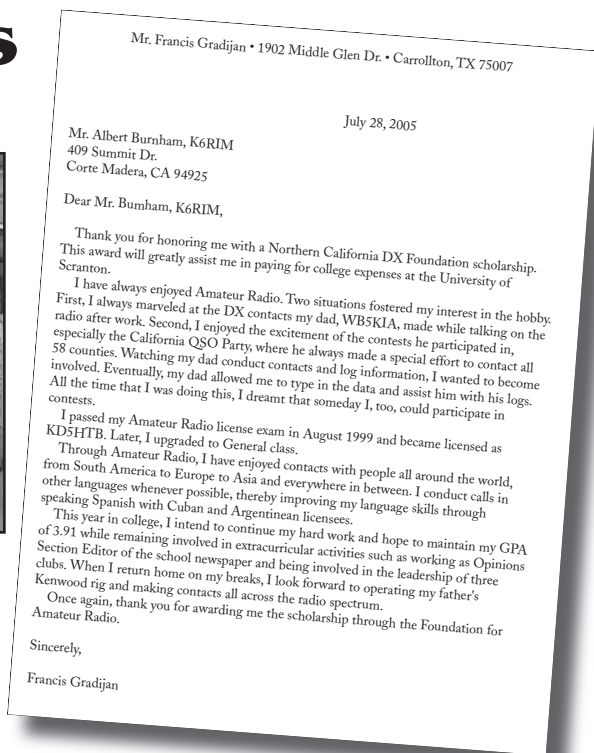 s
Mr. Francis Gradijan • 1902 Middle Glen Dr. • Carrollton, TX 75007
July 28, 2005
Mr. Albert Burnham, K6RIM
409 Summit Dr.
Corte Madera, CA 94925
Dear Mr. Bumham, K6RIM,
Thank you for honoring me with a Northern California DX Foundation scholarship.
This award will greatly assist me in paying for college expenses at the University of
Scranton.
I have always enjoyed Amateur Radio. Two situations fostered my interest in the hobby.
First, I always marveled at the DX contacts my dad, WB5KIA, made while talking on the
radio after work. Second, I enjoyed the excitement of the contests he participated in,
especially the California QSO Party, where he always made a special effort to contact all
58 counties. Watching my dad conduct contacts and log information, I wanted to become
involved. Eventually, my dad allowed me to type in the data and assist him with his logs.
All the time that I was doing this, I dreamt that someday I, too, could participate in
contests.
I passed my Amateur Radio license exam in August 1999 and became licensed as
KD5HTB. Later, I upgraded to General class.
Through Amateur Radio, I have enjoyed contacts with people all around the world,
from South America to Europe to Asia and everywhere in between. I conduct calls in
other languages whenever possible, thereby improving my language skills through
speaking Spanish with Cuban and Argentinean licensees.
This year in college, I intend to continue my hard work and hope to maintain my GPA
of 3.91 while remaining involved in extracurricular activities such as working as Opinions
Section Editor of the school newspaper and being involved in the leadership of three
clubs. When I return home on my breaks, I look forward to operating my father's
Kenwood rig and making contacts all across the radio spectrum.
Once again, thank you for awarding me the scholarship through the Foundation for
Amateur Radio.
Sincerely,
Francis Gradijan